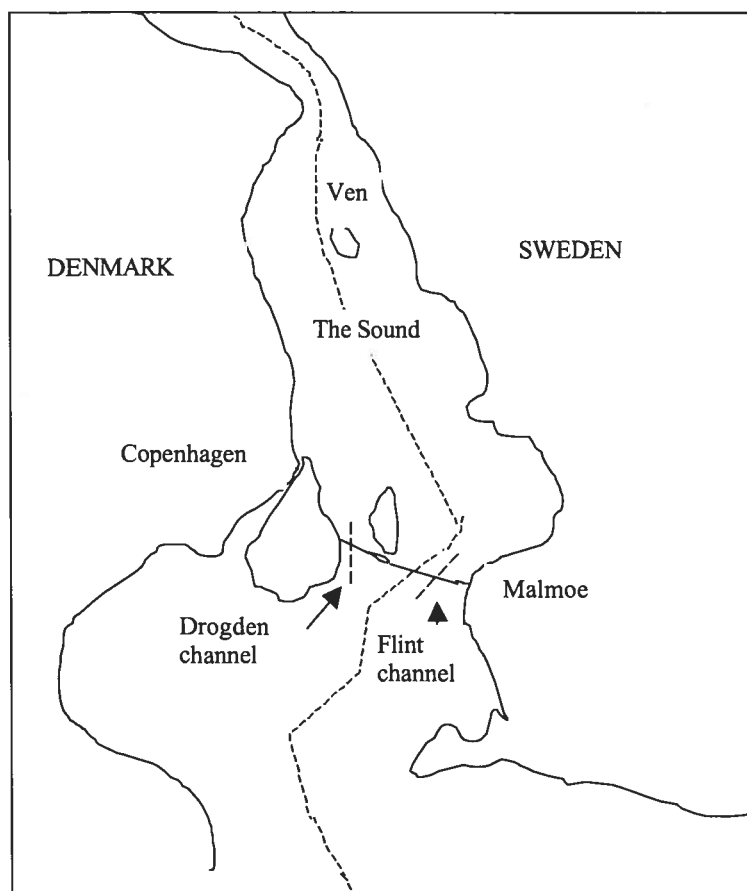 Ven
DENMARK
SWEDEN
The Sound
Copenhagen
Malmoe
Drogden
channel
Flint
channel